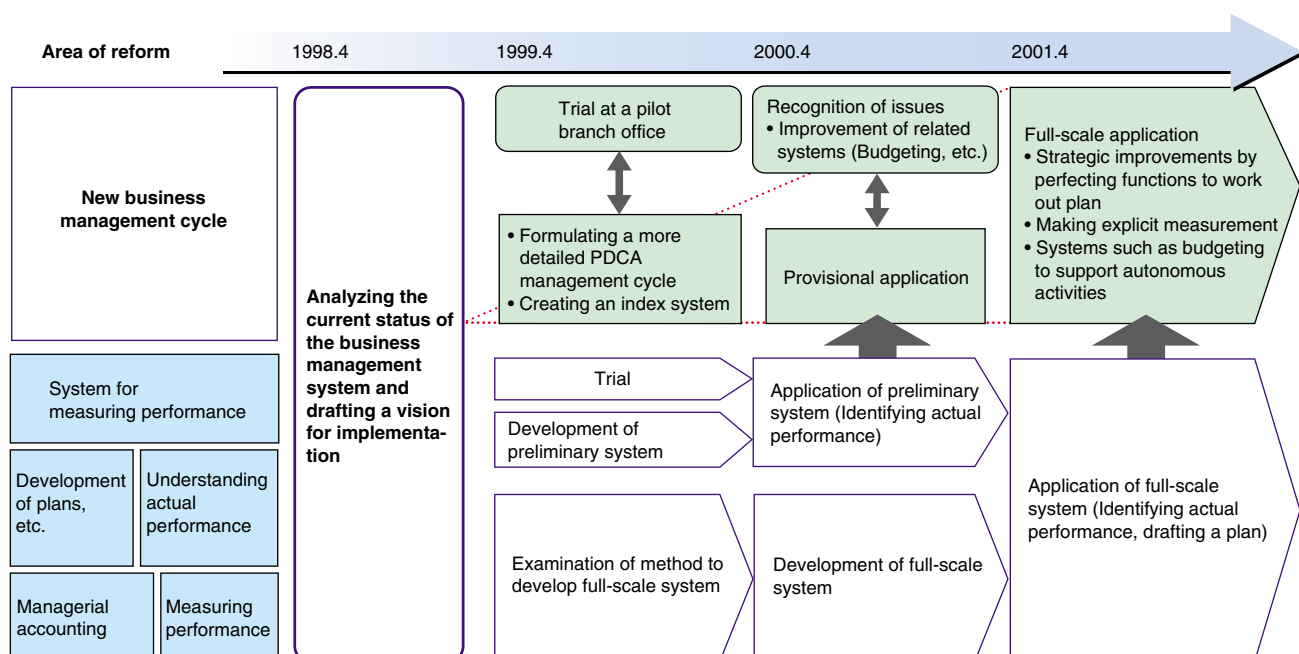 Area of reform
1998.4
1999.4
2000.4
2001.4
New business
management cycle
Analyzing the
current status of
the business
management
system and
drafting a vision
for implementa-
tion
Trial at a pilot
branch office
Recognition of issues
• Improvement of related
systems (Budgeting, etc.)
Full-scale application
• Strategic improvements by
perfecting functions to work
out plan
• Making explicit measurement
• Systems such as budgeting
to support autonomous
activities
• Formulating a more
detailed PDCA
management cycle
• Creating an index system
Provisional application
System for
measuring performance
Development
of plans,
etc.
Understanding
actual
performance
Managerial
accounting
Measuring
performance
Trial
Development of
preliminary system
Application of preliminary
system (Identifying actual
performance)
Examination of method to
develop full-scale system
Development of full-scale
system
Application of full-scale
system (Identifying actual
performance, drafting a plan)